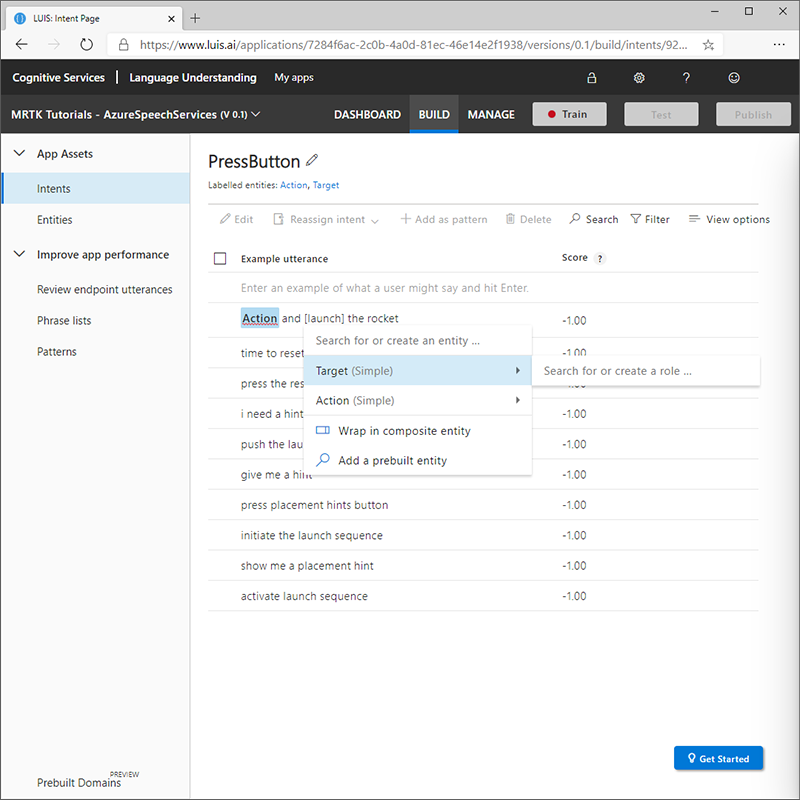 LUIS: Intent Page
https://www.luis.ai/applications/7284f6ac-2c0b-4a0d-81ec-46e14e2f1938/versions/0.1/build/intents/92...
Cognitive Services Language Understanding My apps
MRTK Tutorials - AzureSpeechServices (V 0.1) DASHBOARD BUILD MANAGE Train Test Publish
App Assets
Intents
Entities
Improve app performance
Review endpoint utterances
Phrase lists
Patterns
Prebuilt Domains PREVIEW
PressButton
Labelled entities: Action, Target
Edit Reassign intent Add as pattern Delete Search Filter View options
Example utterance Score ?
Enter an example of what a user might say and hit Enter.
Action and [launch] the rocket -1.00
Search for or create an entity ...
Target (Simple)
Search for or create a role ...
Action (Simple)
Wrap in composite entity
Add a prebuilt entity
time to reset -1.00
press the res
i need a hint -1.00
push the lau -1.00
give me a hint -1.00
press placement hints button -1.00
initiate the launch sequence -1.00
show me a placement hint -1.00
activate launch sequence -1.00
Get Started